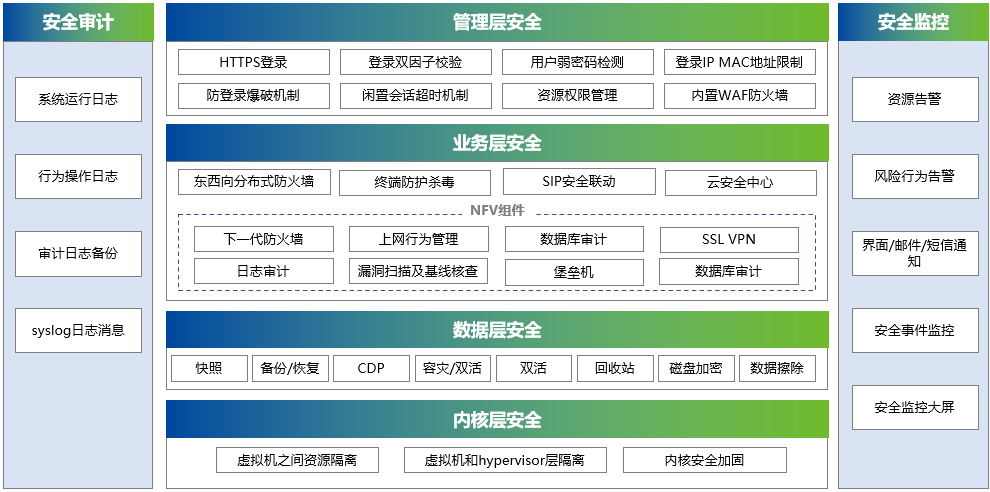 安全审计
系统运行日志
行为操作日志
审计日志备份
syslog日志消息
管理层安全
HTTPS登录
登录双因子校验
用户弱密码检测
登录IP MAC地址限制
防登录爆破机制
闲置会话超时机制
资源权限管理
内置WAF防火墙
业务层安全
东西向分布式防火墙
终端防护杀毒
SIP安全联动
云安全中心
NFV组件
下一代防火墙
上网行为管理
数据库审计
SSL VPN
日志审计
漏洞扫描及基线核查
堡垒机
数据库审计
数据层安全
快照
备份/恢复
CDP
容灾/双活
双活
回收站
磁盘加密
数据擦除
内核层安全
虚拟机之间资源隔离
虚拟机和hypervisor层隔离
内核安全加固
安全监控
资源告警
风险行为告警
界面/邮件/短信通
知
安全事件监控
安全监控大屏